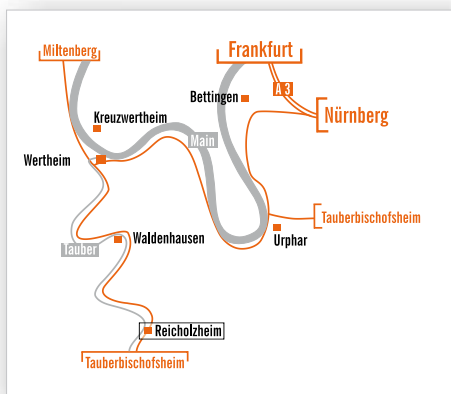 Miltenberg
Frankfurt
A 3
Bettingen
Nürnberg
Kreuzwertheim
Main
Wertheim
Tauberbischofsheim
Waldenhausen
Urphar
Tauber
Reicholzheim
Tauberbischofsheim